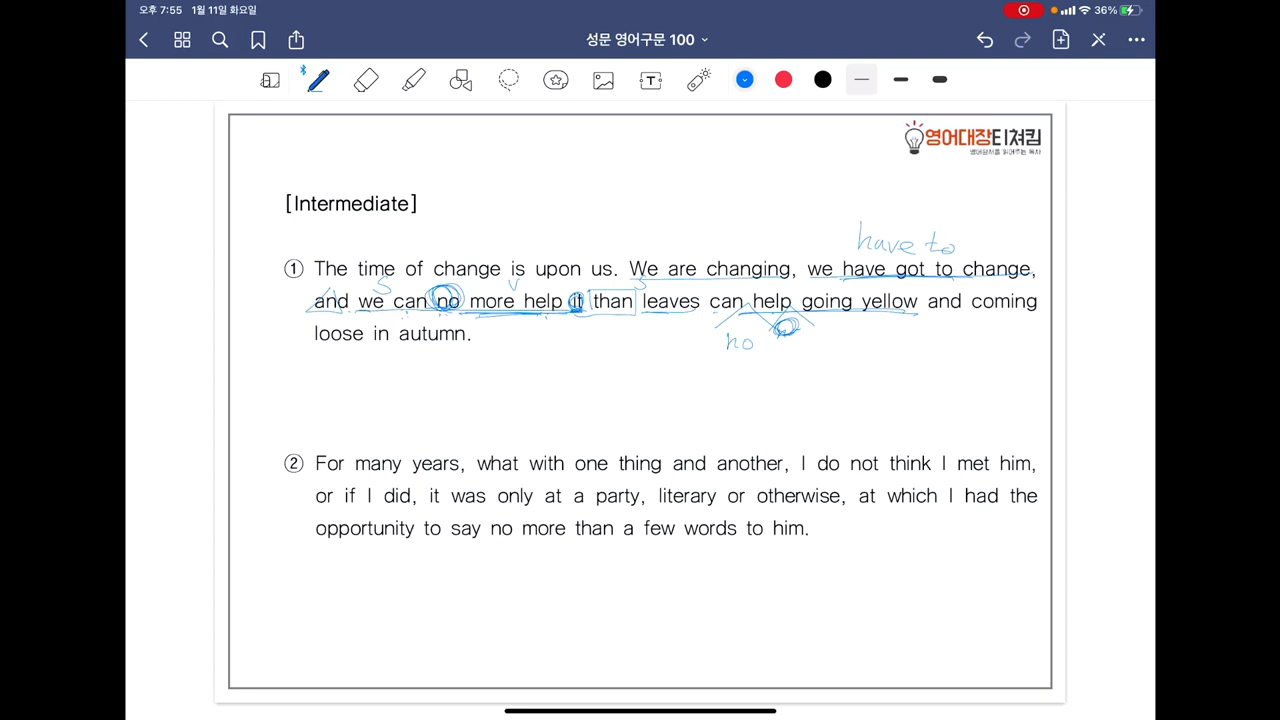 오후 7:55 1월 11일 화요일
36%
성문 영어구문 100
영어대장티쳐킴
[Intermediate]
have to
① The time of change is upon us. We are changing, we have got to change,
S V S
and we can no more help it than leaves can help going yellow and coming
loose in autumn.
no
② For many years, what with one thing and another, I do not think I met him,
or if I did, it was only at a party, literary or otherwise, at which I had the
opportunity to say no more than a few words to him.